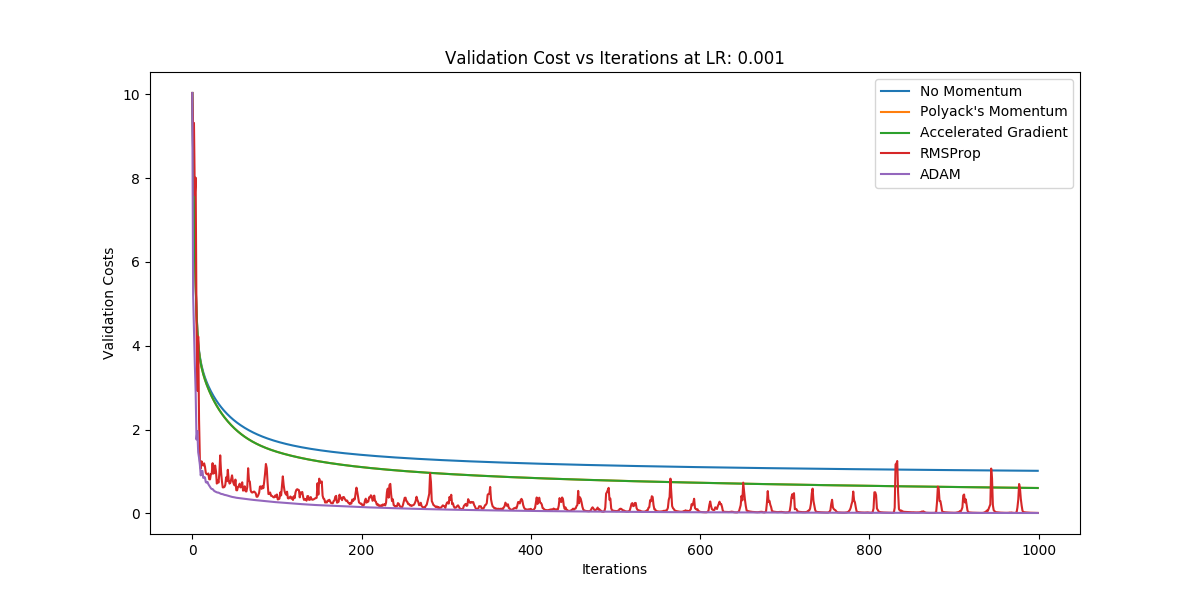 Validation Cost vs Iterations at LR: 0.001
No Momentum
Polyack's Momentum
Accelerated Gradient
RMSProp
ADAM
10
8
6
4
2
0
Validation Costs
0 200 400 600 800 1000
Iterations